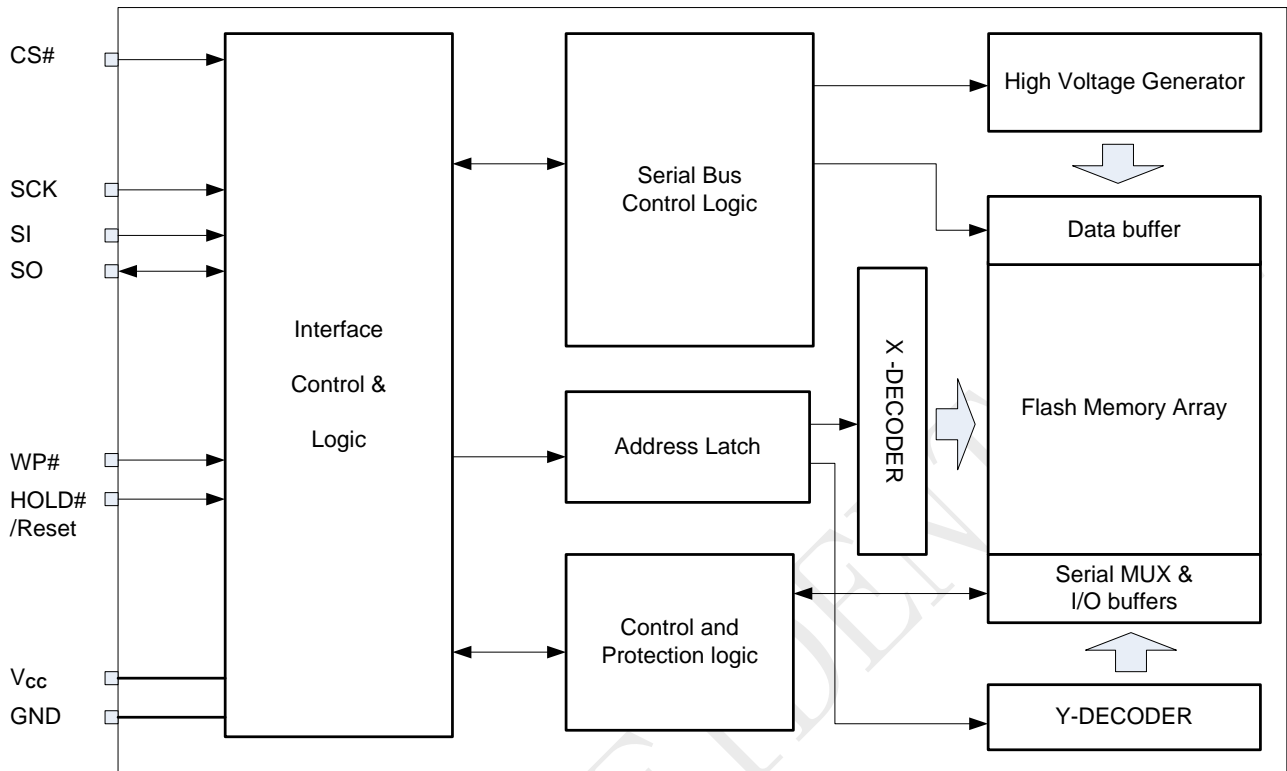 CS#
SCK
SI
SO
WP#
HOLD#
/Reset
Vcc
GND
Interface
Control &
Logic
Serial Bus
Control Logic
Address Latch
Control and
Protection logic
X -DECODER
High Voltage Generator
Data buffer
Flash Memory Array
Serial MUX &
I/O buffers
Y-DECODER